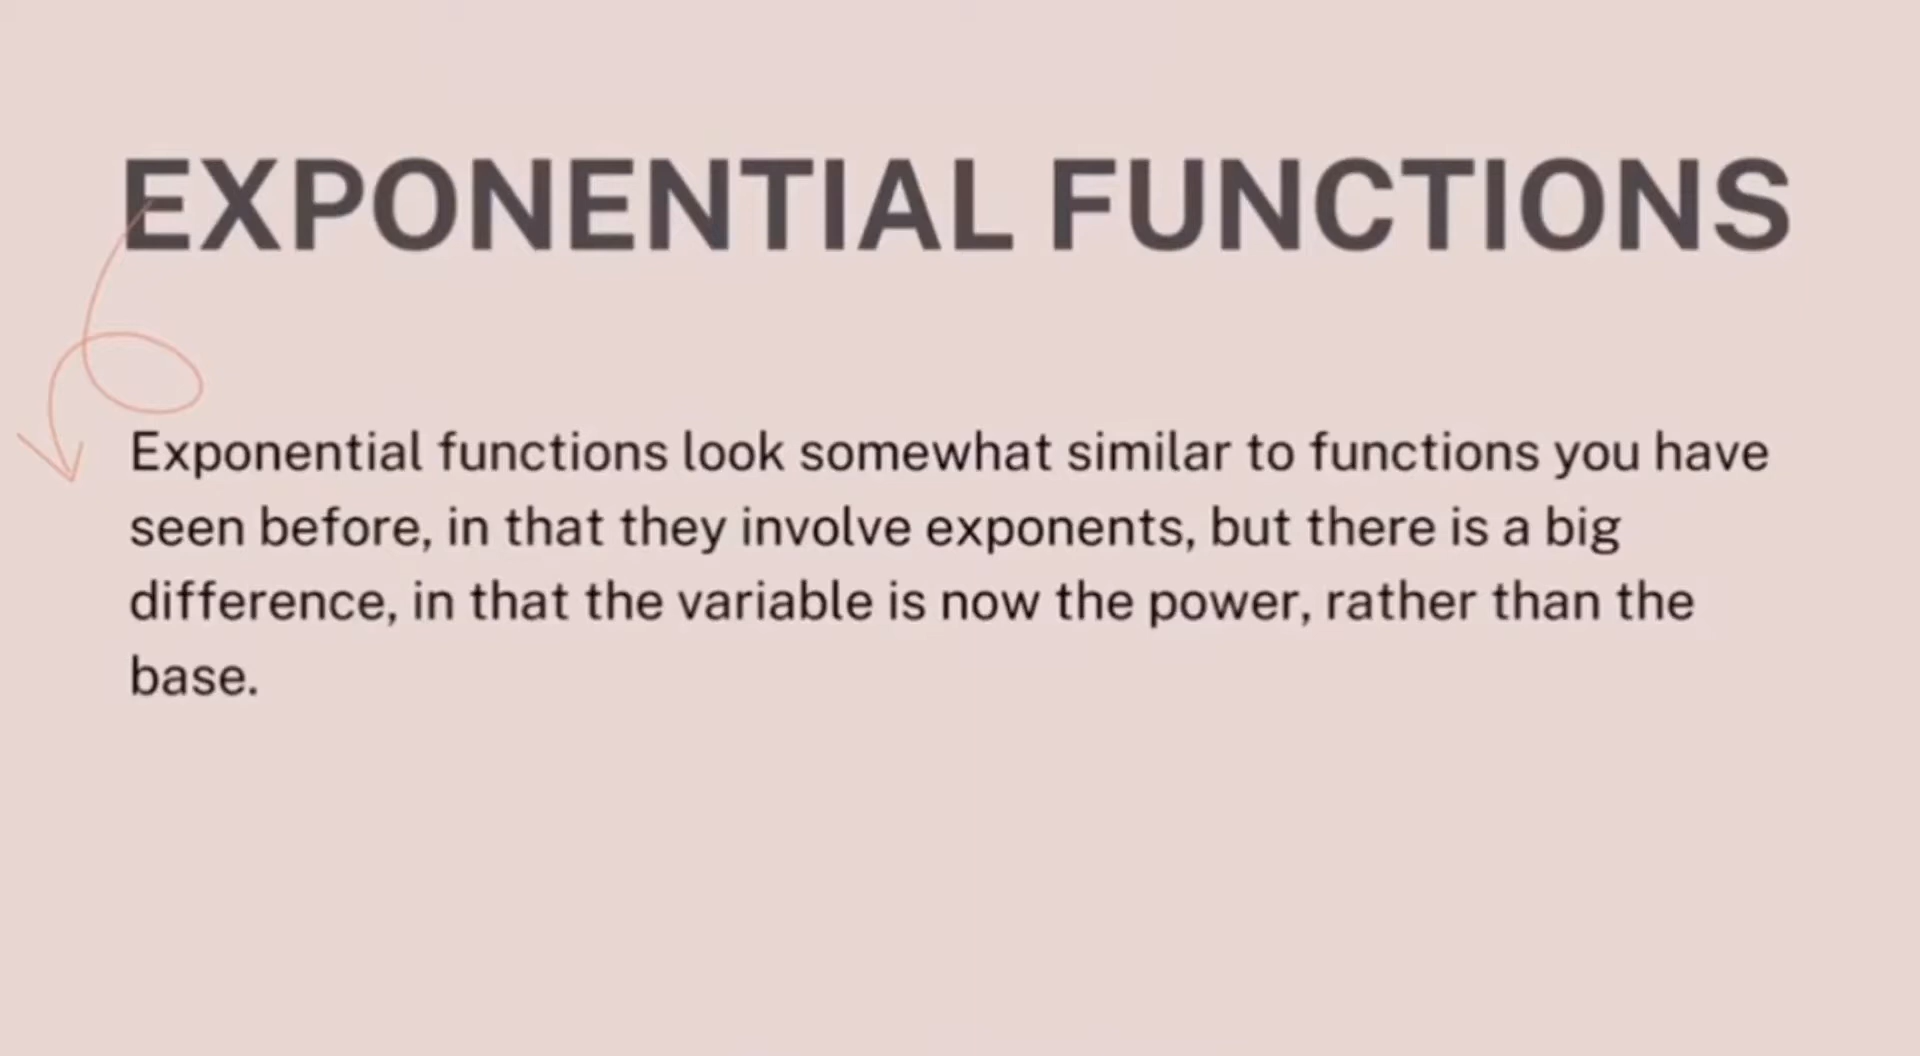 EXPONENTIAL FUNCTIONS
Exponential functions look somewhat similar to functions you have
seen before, in that they involve exponents, but there is a big
difference, in that the variable is now the power, rather than the
base.